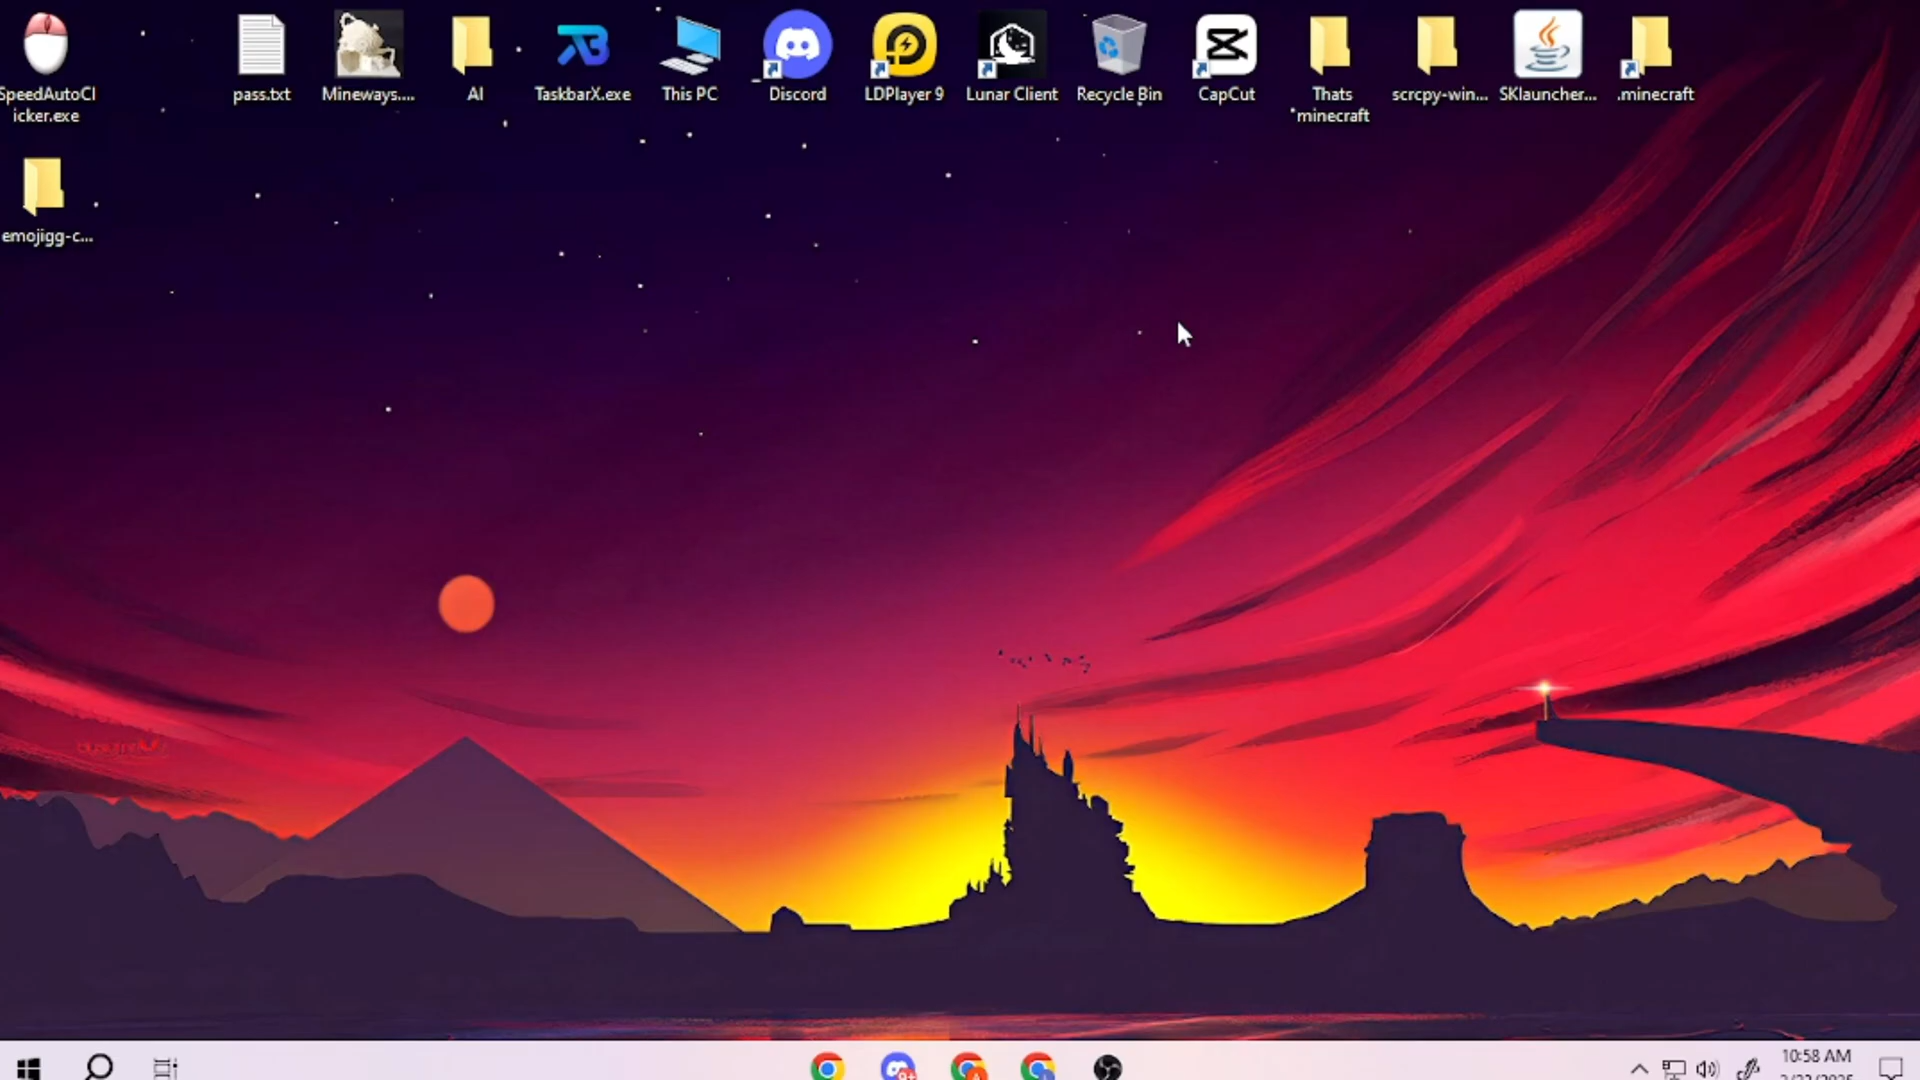 SpeedAutoCl
icker.exe
pass.txt
Mineways....
AI
TaskbarX.exe
This PC
Discord
LDPlayer 9
Lunar Client
Recycle Bin
CapCut
Thats
minecraft
scrcpy-win...
SKlauncher...
.minecraft
emojigg-c...
10:58 AM